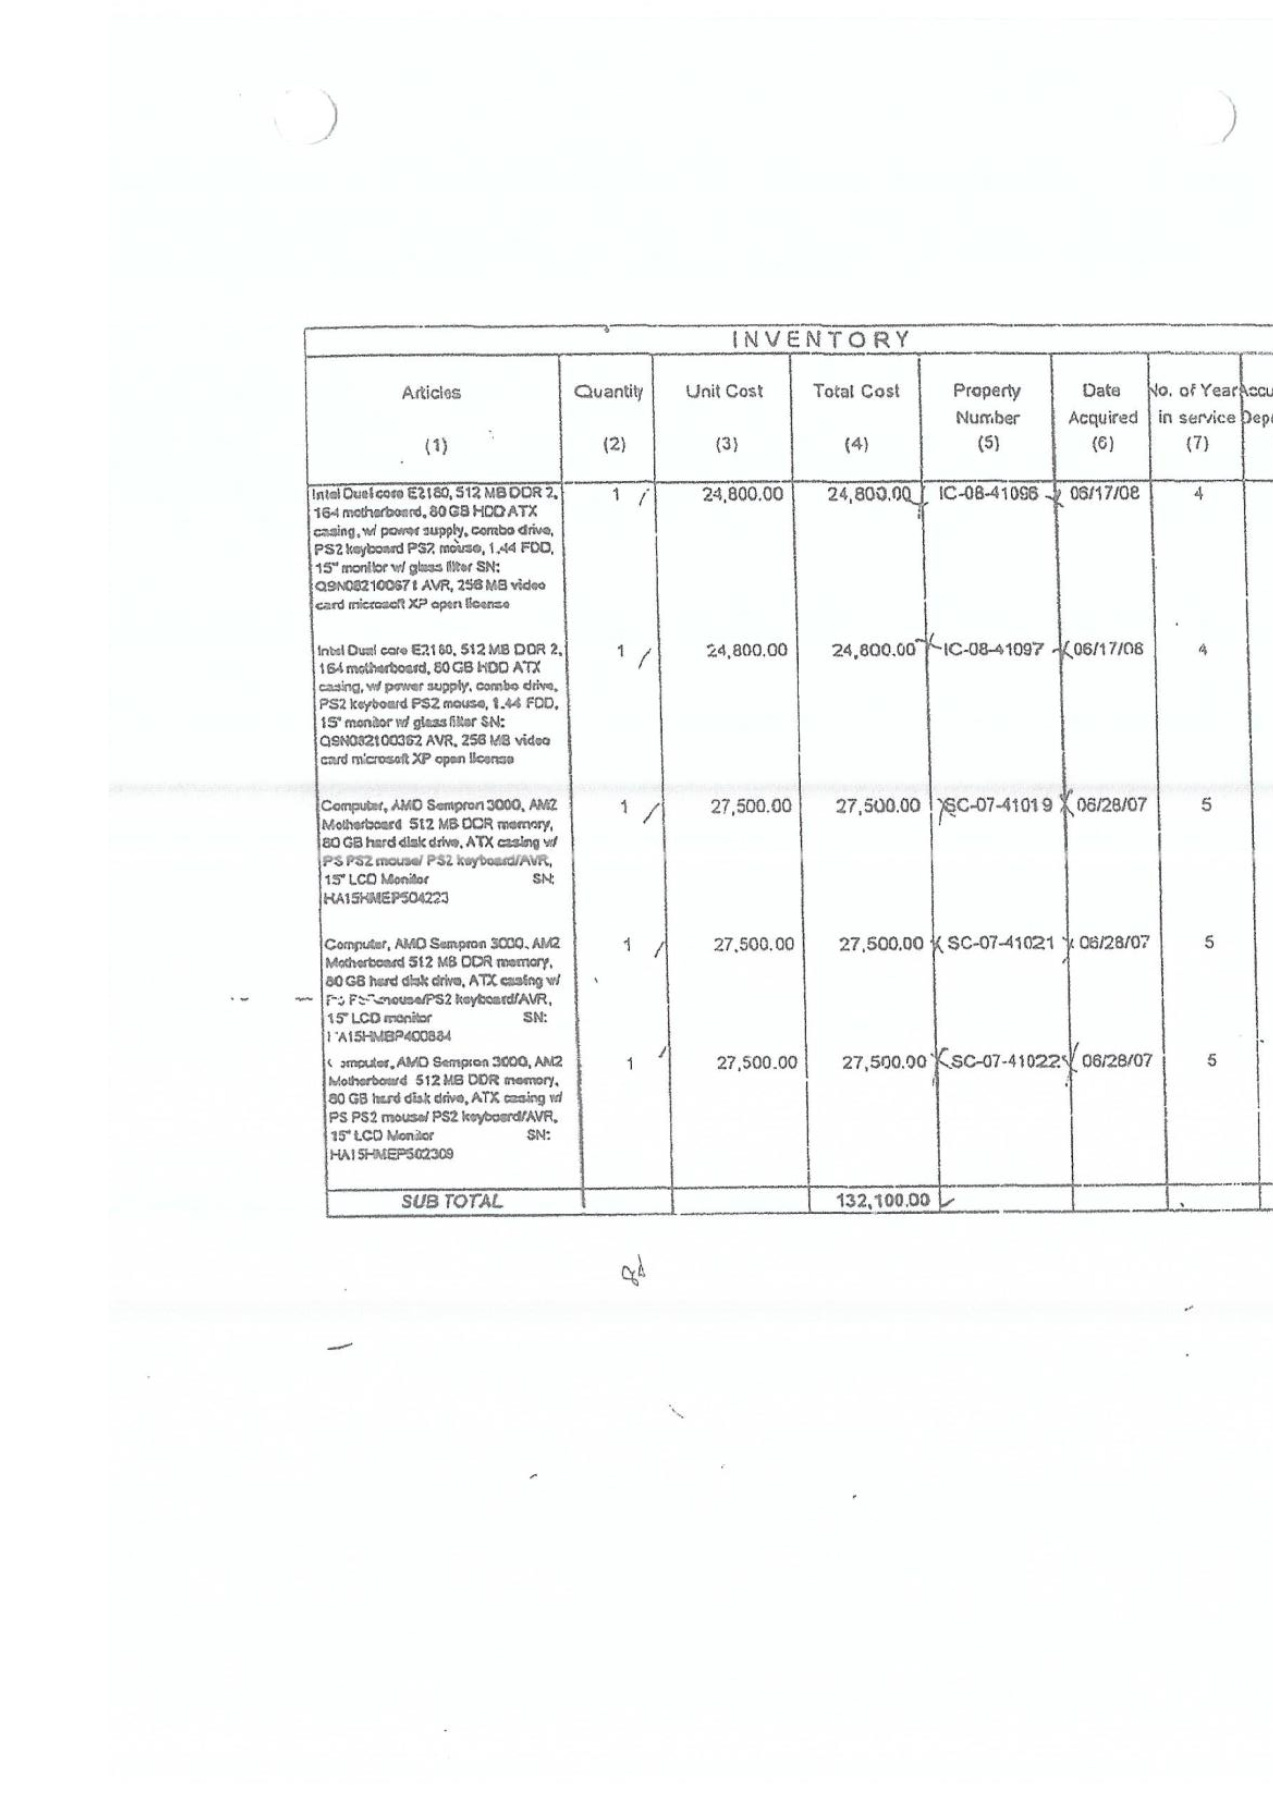 INVENTORY
Articles Quantity Unit Cost Total Cost Property Date No. of Year Accu
Number Acquired in service Depr
(1) (2) (3) (4) (5) (6) (7)
Intel Dual core E2180, 512 MB DDR 2, 1 24,800.00 24,800.00 IC-08-41096 06/17/08 4
164 motherboard, 80 GB HDD ATX
casing, w/ power supply, combo drive,
PS2 keyboard PS2 mouse, 1.44 FDD,
15" monitor w/ glass filter SN:
AVR, 256 MB video
card microsoft XP open license
Intel Dual core E2180, 512 MB DDR 2, 1 24,800.00 24,800.00 IC-08-41097 06/17/08 4
164 motherboard, 80 GB HDD ATX
casing, w/ power supply, combo drive,
PS2 keyboard PS2 mouse, 1.44 FDD,
15" monitor w/ glass filter SN:
AVR, 256 MB video
card microsoft XP open license
Computer, AMD Sempron 3000, AM2 1 27,500.00 27,500.00 SC-07-41019 06/28/07 5
Motherboard 512 MB DDR memory,
80 GB hard disk drive, ATX casing w/
PS PS2 mouse/ PS2 keyboard/AVR,
15" LCD Monitor SN:
HA15HMEP504223
Computer, AMD Sempron 3000, AM2 1 27,500.00 27,500.00 SC-07-41021 06/28/07 5
Motherboard 512 MB DDR memory,
80 GB hard disk drive, ATX casing w/
mouse/PS2 keyboard/AVR,
15" LCD monitor SN:
Computer, AMD Sempron 3000, AM2 1 27,500.00 27,500.00 SC-07-41022 06/28/07 5
Motherboard 512 MB DDR memory,
80 GB hard disk drive, ATX casing w/
PS PS2 mouse/ PS2 keyboard/AVR,
15" LCD Monitor SN:
HA15HMEP502309
SUB TOTAL 132,100.00